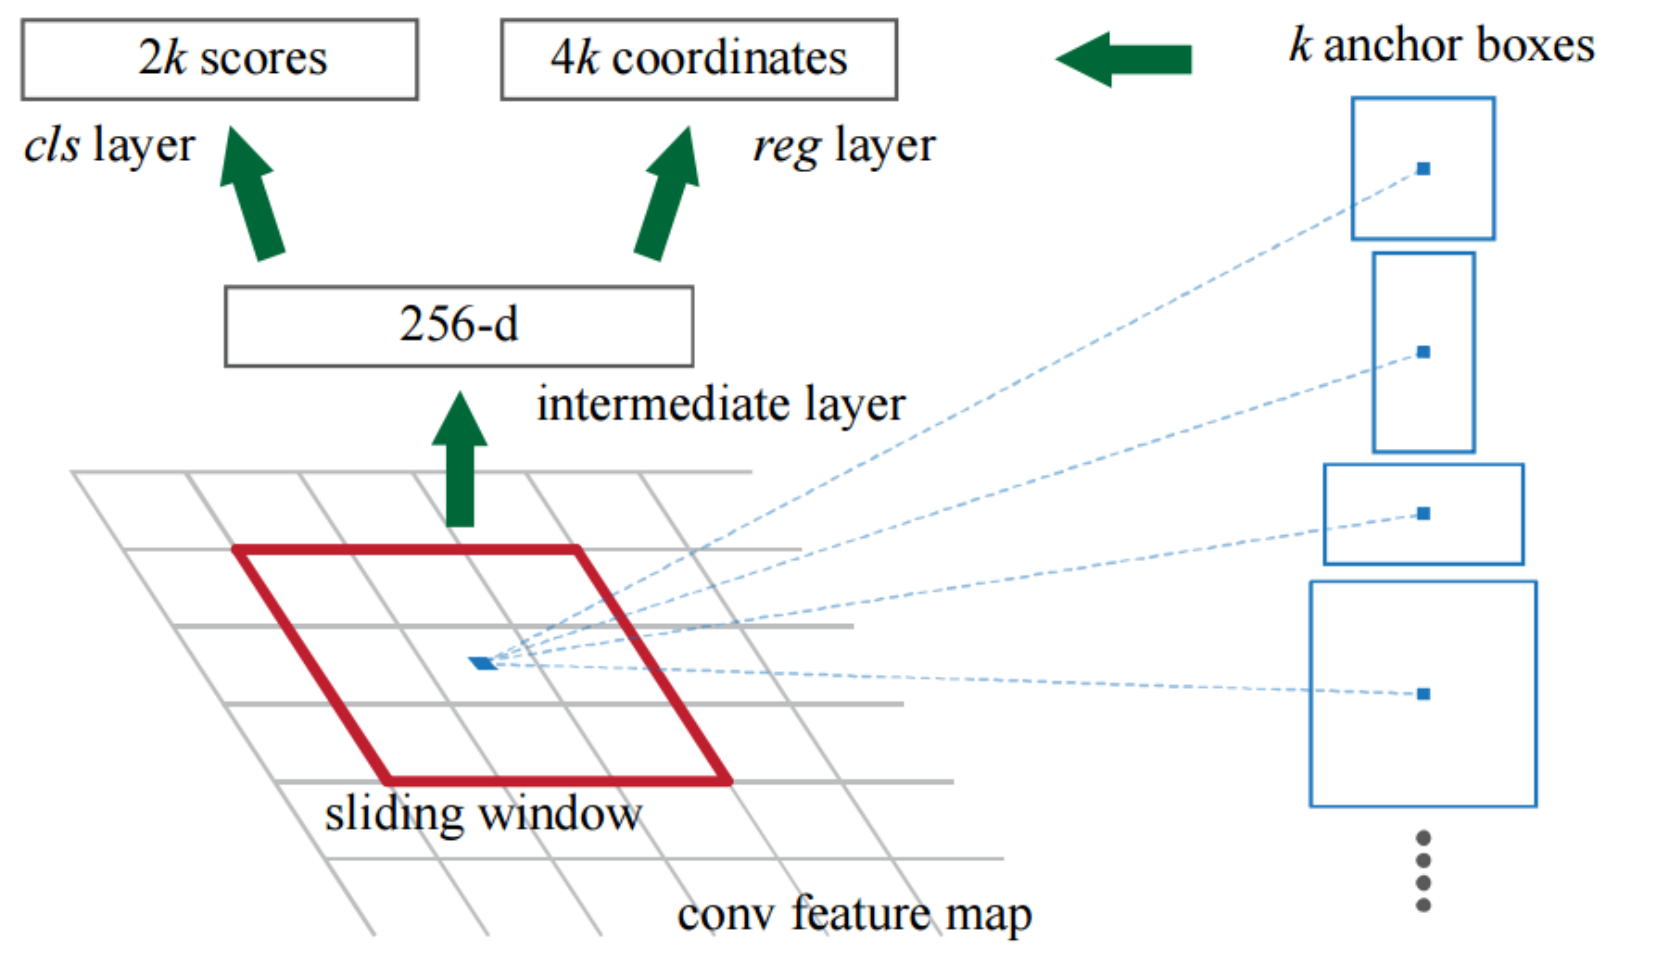 2k scores
4k coordinates
k anchor boxes
cls layer
reg layer
256-d
intermediate layer
sliding window
conv feature map